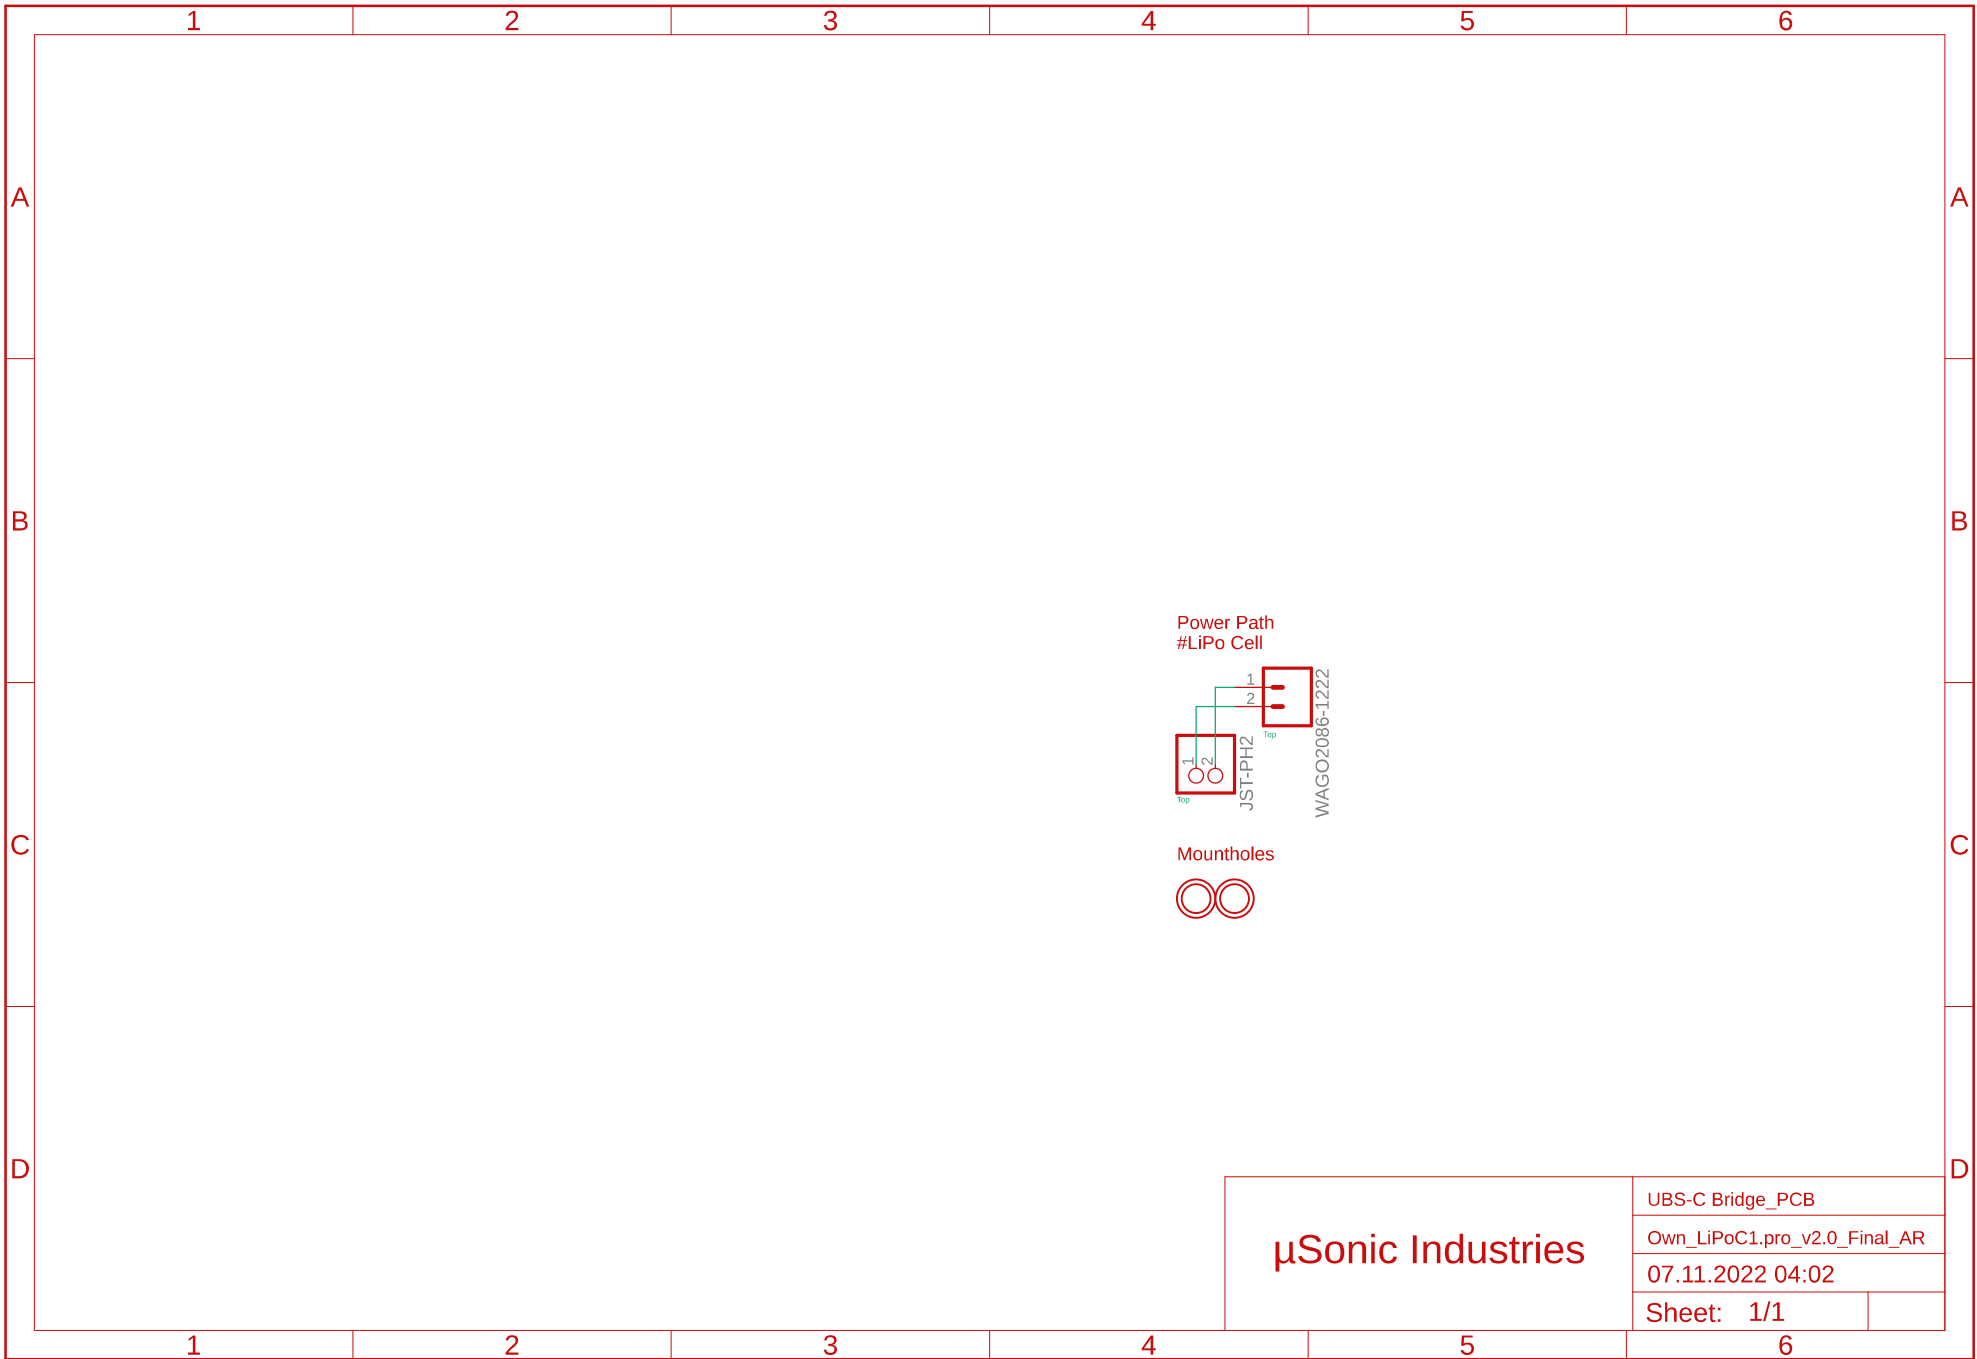 1 2 3 4 5 6
A A
B B
Power Path
#LiPo Cell
1
2
WAGO2086-1222
Top
1 2
JST-PH2
Top
C C
Mountholes
D D
UBS-C Bridge_PCB
Own_LiPoC1.pro_v2.0_Final_AR
µSonic Industries
07.11.2022 04:02
Sheet: 1/1
1 2 3 4 5 6